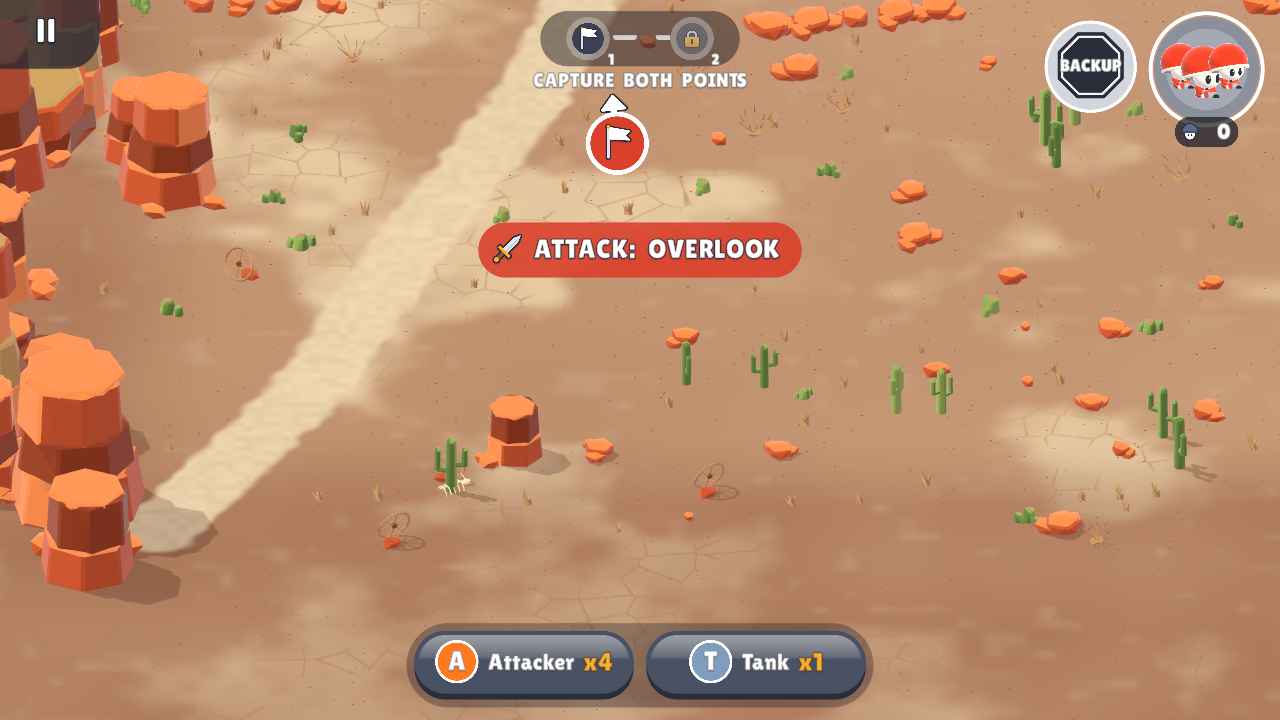 1
2
CAPTURE BOTH POINTS
BACKUP
0
ATTACK: OVERLOOK
A Attacker x4
T Tank x1